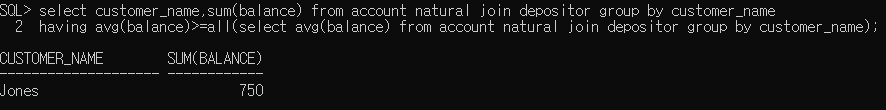 SQL> select customer_name,sum(balance) from account natural join depositor group by customer_name
2 having avg(balance)>=all(select avg(balance) from account natural join depositor group by customer_name);
CUSTOMER_NAME SUM(BALANCE)
-------------------- ------------
Jones 750